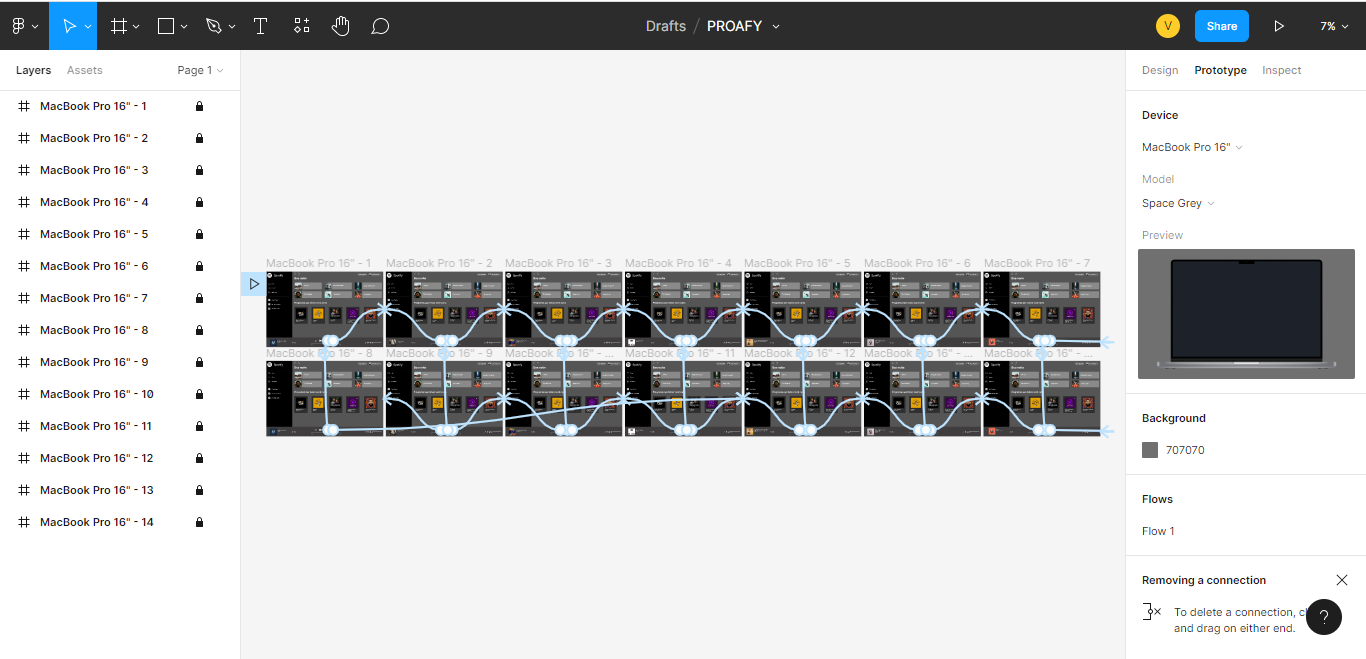 Drafts / PROAFY
V
Share
7%
Layers Assets Page 1
MacBook Pro 16" - 1
MacBook Pro 16" - 2
MacBook Pro 16" - 3
MacBook Pro 16" - 4
MacBook Pro 16" - 5
MacBook Pro 16" - 6
MacBook Pro 16" - 7
MacBook Pro 16" - 8
MacBook Pro 16" - 9
MacBook Pro 16" - 10
MacBook Pro 16" - 11
MacBook Pro 16" - 12
MacBook Pro 16" - 13
MacBook Pro 16" - 14
MacBook Pro 16" - 1 MacBook Pro 16" - 2 MacBook Pro 16" - 3 MacBook Pro 16" - 4 MacBook Pro 16" - 5 MacBook Pro 16" - 6 MacBook Pro 16" - 7
MacBook Pro 16" - 8 MacBook Pro 16" - 9 MacBook Pro 16" - ... MacBook Pro 16" - 11 MacBook Pro 16" - 12 MacBook Pro 16" - ... MacBook Pro 16" - ...
Design Prototype Inspect
Device
MacBook Pro 16"
Model
Space Grey
Preview
Background
707070
Flows
Flow 1
Removing a connection
To delete a connection, cl
and drag on either end.
?